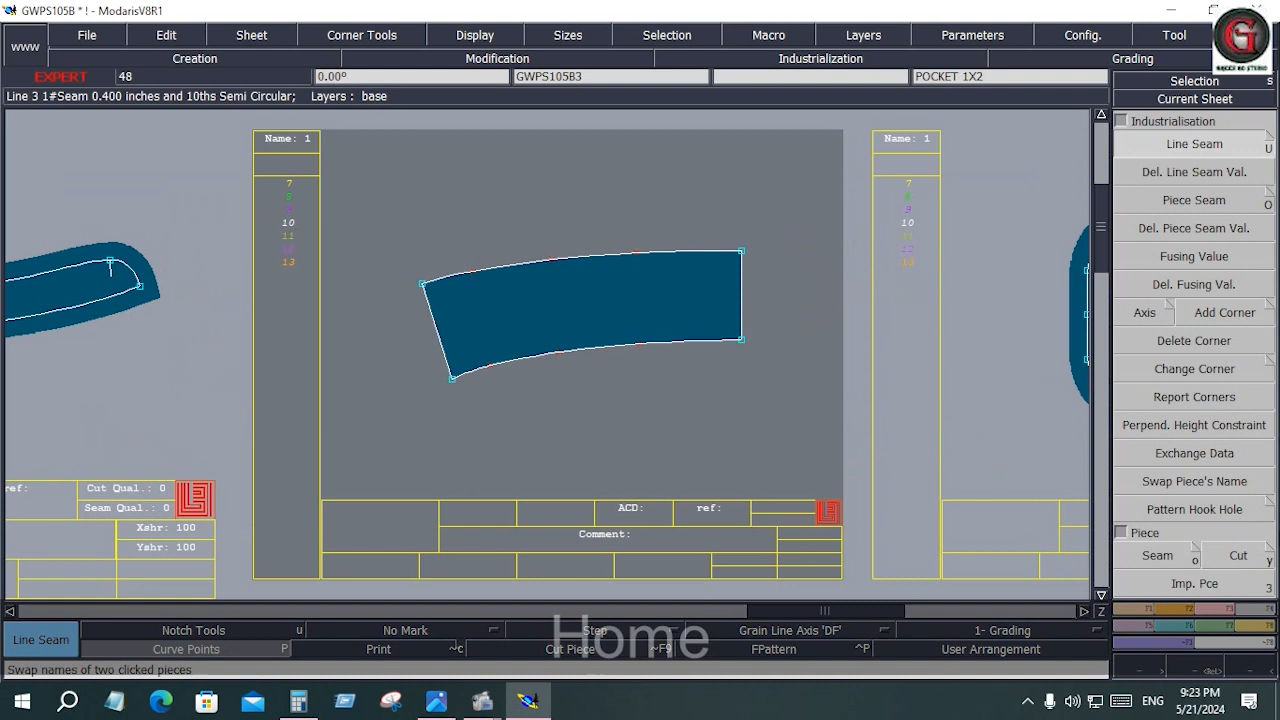 GWPS105B * ! - ModarisV8R1
www
File
Edit
Sheet
Corner Tools
Display
Sizes
Selection
Macro
Layers
Parameters
Config.
Tool
Creation
Modification
Industrialization
Grading
EXPERT
48
0.00º
GWPS105B3
POCKET 1X2
Line 3 1#Seam 0.400 inches and 10ths Semi Circular; Layers : base
Selection s
Current Sheet
Industrialisation
Line Seam U
Del. Line Seam Val.
Piece Seam O
Del. Piece Seam Val.
Fusing Value
Del. Fusing Val.
Axis
Add Corner
Delete Corner
Change Corner
Report Corners
Perpend. Height Constraint
Exchange Data
Swap Piece's Name
Pattern Hook Hole
Piece
Seam o
Cut y
Imp. Pce 3
Name: 1
7
10
11
12
13
Name: 1
7
10
12
13
ref:
Cut Qual.: 0
Seam Qual.: 0
Xshr: 100
Yshr: 100
ACD:
ref:
Comment:
Z
Line Seam
Notch Tools u
No Mark
Step
Grain Line Axis 'DF'
1- Grading
Curve Points P
Print ~c
Cut Piece ~F9
FPattern ^P
User Arrangement
Home
Swap names of two clicked pieces
ENG
9:23 PM
5/21/2024